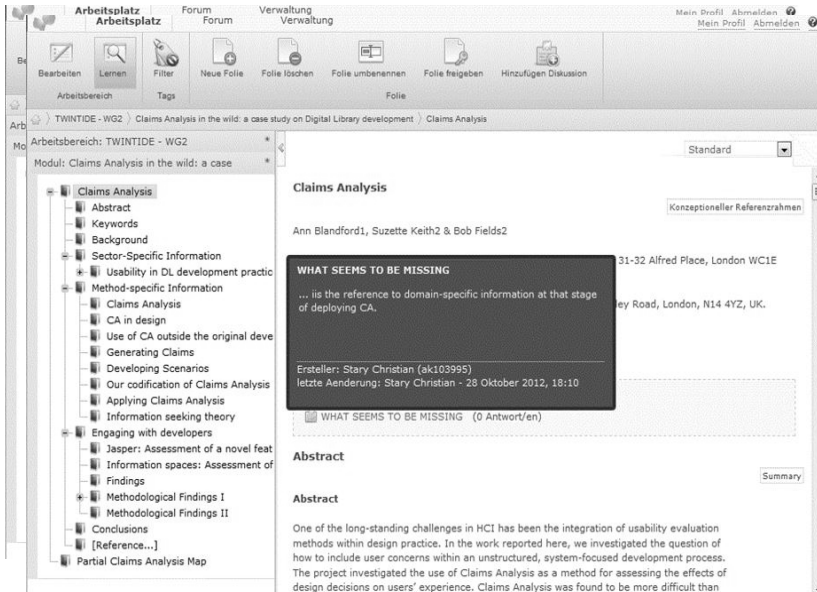 Arbeitsplatz Forum Verwaltung
Mein Profil Abmelden
Arbeitsplatz Forum Verwaltung
Mein Profil Abmelden
Be
Bearbeiten Lernen Filter Neue Folie Folie löschen Folie umbenennen Folie freigeben Hinzufügen Diskussion
Arbeitsbereich Tags Folie
Arb
TWINTIDE - WG2 Claims Analysis in the wild: a case study on Digital Library development Claims Analysis
Mo
Arbeitsbereich: TWINTIDE - WG2 *
Modul: Claims Analysis in the wild: a case *
Claims Analysis
Abstract
Keywords
Background
Sector-Specific Information
Usability in DL development practic
Method-specific Information
Claims Analysis
CA in design
Use of CA outside the original deve
Generating Claims
Developing Scenarios
Our codification of Claims Analysis
Applying Claims Analysis
Information seeking theory
Engaging with developers
Jasper: Assessment of a novel feat
Information spaces: Assessment of
Findings
Methodological Findings I
Methodological Findings II
Conclusions
[Reference...]
Partial Claims Analysis Map
Standard
Claims Analysis
Konzeptioneller Referenzrahmen
Ann Blandford1, Suzette Keith2 & Bob Fields2
31-32 Alfred Place, London WC1E
ley Road, London, N14 4YZ, UK.
WHAT SEEMS TO BE MISSING
... iis the reference to domain-specific information at that stage
of deploying CA.
Ersteller: Stary Christian (ak103995)
letzte Aenderung: Stary Christian - 28 Oktober 2012, 18:10
WHAT SEEMS TO BE MISSING (0 Antwort/en)
Abstract
Summary
Abstract
One of the long-standing challenges in HCI has been the integration of usability evaluation
methods within design practice. In the work reported here, we investigated the question of
how to include user concerns within an unstructured, system-focused development process.
The project investigated the use of Claims Analysis as a method for assessing the effects of
design decisions on users' experience. Claims Analysis was found to be more difficult than